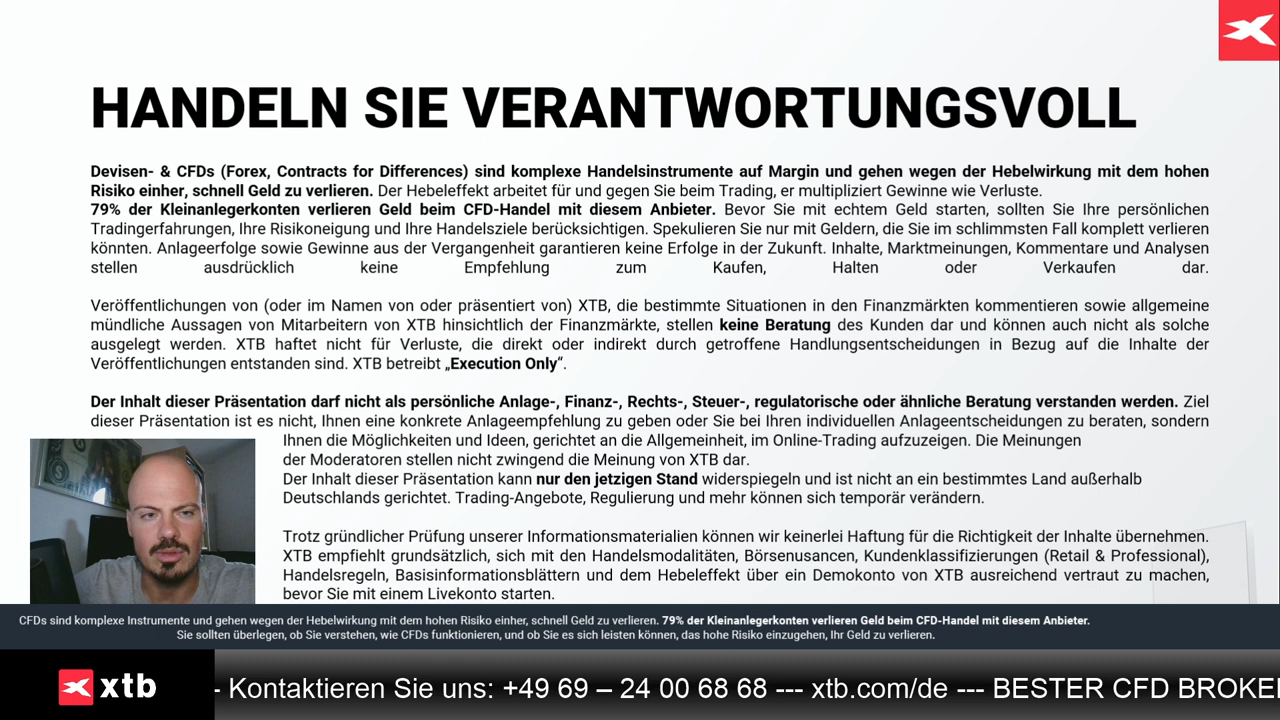 HANDELN SIE VERANTWORTUNGSVOLL
Devisen- & CFDs (Forex, Contracts for Differences) sind komplexe Handelsinstrumente auf Margin und gehen wegen der Hebelwirkung mit dem hohen
Risiko einher, schnell Geld zu verlieren. Der Hebeleffekt arbeitet für und gegen Sie beim Trading, er multipliziert Gewinne wie Verluste.
79% der Kleinanlegerkonten verlieren Geld beim CFD-Handel mit diesem Anbieter. Bevor Sie mit echtem Geld starten, sollten Sie Ihre persönlichen
Tradingerfahrungen, Ihre Risikoneigung und Ihre Handelsziele berücksichtigen. Spekulieren Sie nur mit Geldern, die Sie im schlimmsten Fall komplett verlieren
könnten. Anlageerfolge sowie Gewinne aus der Vergangenheit garantieren keine Erfolge in der Zukunft. Inhalte, Marktmeinungen, Kommentare und Analysen
stellen ausdrücklich keine Empfehlung zum Kaufen, Halten oder Verkaufen dar.
Veröffentlichungen von (oder im Namen von oder präsentiert von) XTB, die bestimmte Situationen in den Finanzmärkten kommentieren sowie allgemeine
mündliche Aussagen von Mitarbeitern von XTB hinsichtlich der Finanzmärkte, stellen keine Beratung des Kunden dar und können auch nicht als solche
ausgelegt werden. XTB haftet nicht für Verluste, die direkt oder indirekt durch getroffene Handlungsentscheidungen in Bezug auf die Inhalte der
Veröffentlichungen entstanden sind. XTB betreibt „Execution Only“.
Der Inhalt dieser Präsentation darf nicht als persönliche Anlage-, Finanz-, Rechts-, Steuer-, regulatorische oder ähnliche Beratung verstanden werden. Ziel
dieser Präsentation ist es nicht, Ihnen eine konkrete Anlageempfehlung zu geben oder Sie bei Ihren individuellen Anlageentscheidungen zu beraten, sondern
Ihnen die Möglichkeiten und Ideen, gerichtet an die Allgemeinheit, im Online-Trading aufzuzeigen. Die Meinungen
der Moderatoren stellen nicht zwingend die Meinung von XTB dar.
Der Inhalt dieser Präsentation kann nur den jetzigen Stand widerspiegeln und ist nicht an ein bestimmtes Land außerhalb
Deutschlands gerichtet. Trading-Angebote, Regulierung und mehr können sich temporär verändern.
Trotz gründlicher Prüfung unserer Informationsmaterialien können wir keinerlei Haftung für die Richtigkeit der Inhalte übernehmen.
XTB empfiehlt grundsätzlich, sich mit den Handelsmodalitäten, Börsenusancen, Kundenklassifizierungen (Retail & Professional),
Handelsregeln, Basisinformationsblättern und dem Hebeleffekt über ein Demokonto von XTB ausreichend vertraut zu machen,
bevor Sie mit einem Livekonto starten.
CFDs sind komplexe Instrumente und gehen wegen der Hebelwirkung mit dem hohen Risiko einher, schnell Geld zu verlieren. 79% der Kleinanlegerkonten verlieren Geld beim CFD-Handel mit diesem Anbieter.
Sie sollten überlegen, ob Sie verstehen, wie CFDs funktionieren, und ob Sie es sich leisten können, das hohe Risiko einzugehen, Ihr Geld zu verlieren.
xtb - Kontaktieren Sie uns: +49 69 – 24 00 68 68 --- xtb.com/de --- BESTER CFD BROKE